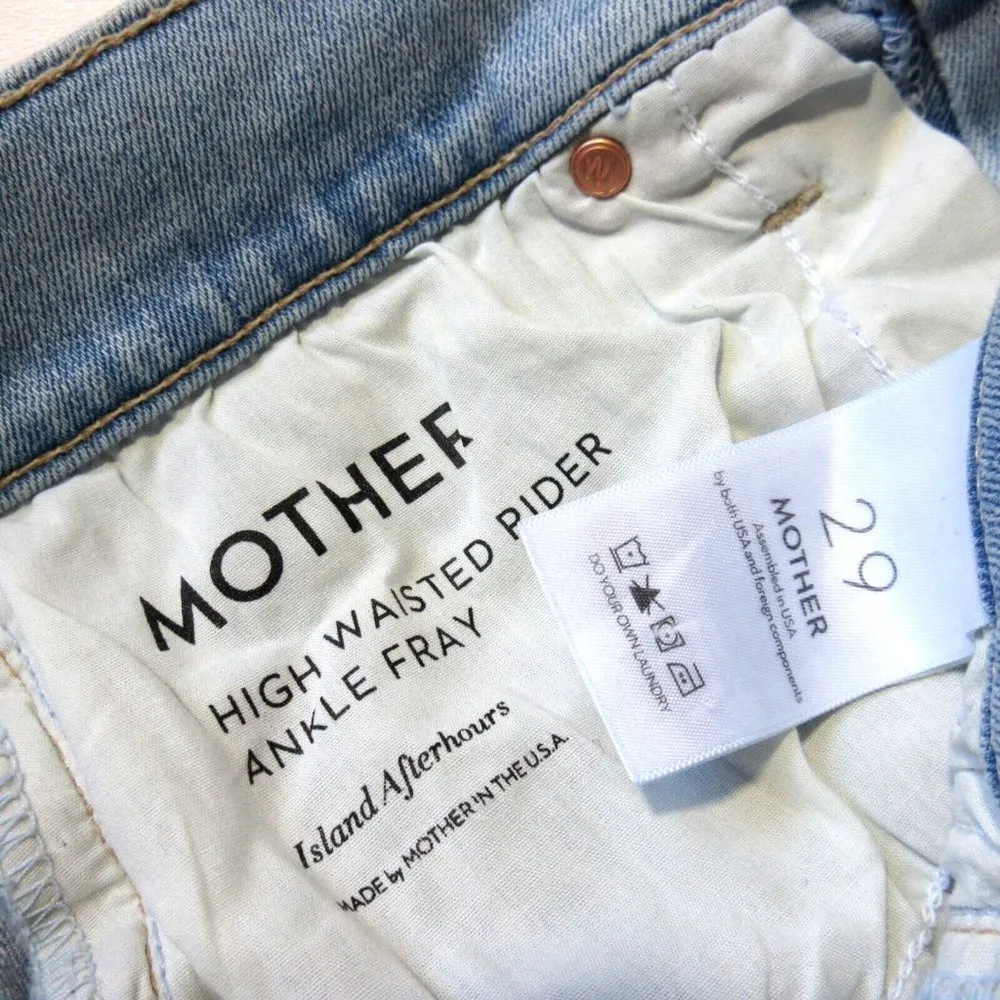 MOTHER
HIGH WAISTED RIDER
ANKLE FRAY
Island Afterhours
MADE by MOTHER IN THE U.S.A.
29
MOTHER
Assembled in USA
by both USA and foreign components
DO YOUR OWN LAUNDRY